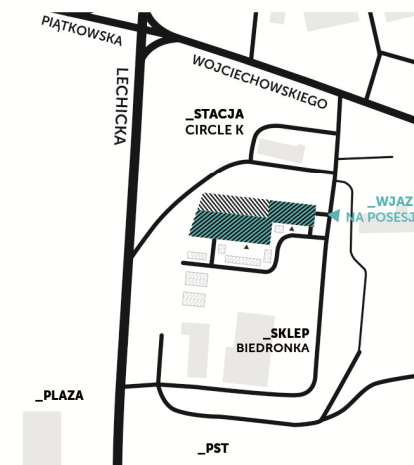 PIĄTKOWSKA
WOJCIECHOWSKIEGO
LECHICKA
_STACJA
CIRCLE K
_WJAZ
NA POSESJ
_SKLEP
BIEDRONKA
_PLAZA
_PST